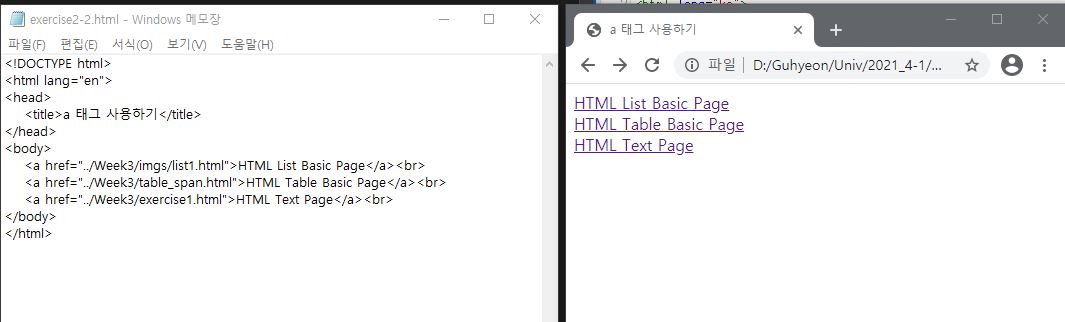 exercise2-2.html - Windows 메모장
파일(F) 편집(E) 서식(O) 보기(V) 도움말(H)
<!DOCTYPE html>
<html lang="en">
<head>
<title>a 태그 사용하기</title>
</head>
<body>
<a href="../Week3/imgs/list1.html">HTML List Basic Page</a><br>
<a href="../Week3/table_span.html">HTML Table Basic Page</a><br>
<a href="../Week3/exercise1.html">HTML Text Page</a><br>
</body>
</html>
a 태그 사용하기
파일 D:/Guhyeon/Univ/2021_4-1/...
HTML List Basic Page
HTML Table Basic Page
HTML Text Page